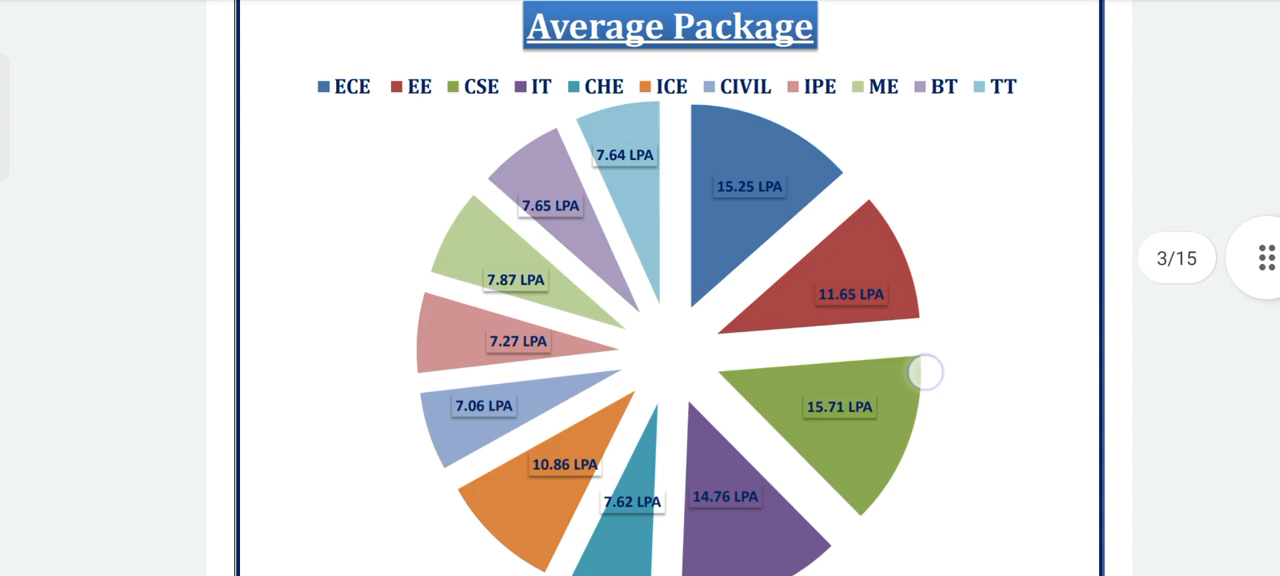 Average Package
ECE EE CSE IT CHE ICE CIVIL IPE ME BT TT
7.64 LPA
15.25 LPA
7.65 LPA
3/15
7.87 LPA
11.65 LPA
7.27 LPA
7.06 LPA
15.71 LPA
10.86 LPA
7.62 LPA
14.76 LPA